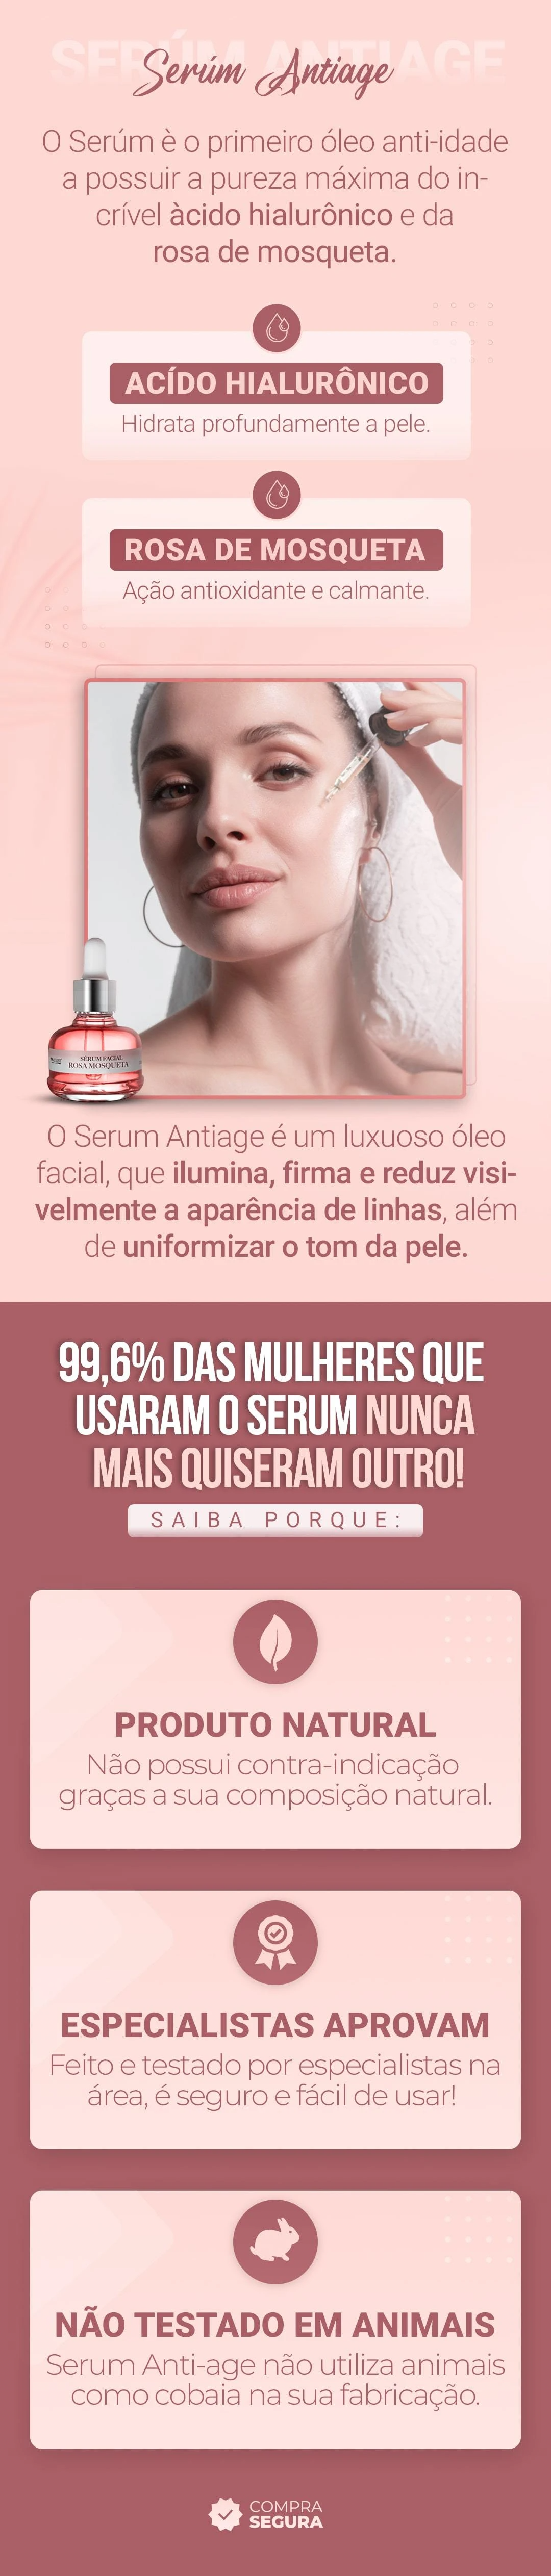 SERÚM ANTIAGE
Serúm Antiage
O Serúm è o primeiro óleo anti-idade
a possuir a pureza máxima do in-
crível àcido hialurônico e da
rosa de mosqueta.
ACÍDO HIALURÔNICO
Hidrata profundamente a pele.
ROSA DE MOSQUETA
Ação antioxidante e calmante.
SÉRUM FACIAL
ROSA MOSQUETA
O Serum Antiage é um luxuoso óleo
facial, que ilumina, firma e reduz visi-
velmente a aparência de linhas, além
de uniformizar o tom da pele.
99,6% DAS MULHERES QUE
USARAM O SERUM NUNCA
MAIS QUISERAM OUTRO!
SAIBA PORQUE:
PRODUTO NATURAL
Não possui contra-indicação
graças a sua composição natural.
ESPECIALISTAS APROVAM
Feito e testado por especialistas na
área, é seguro e fácil de usar!
NÃO TESTADO EM ANIMAIS
Serum Anti-age não utiliza animais
como cobaia na sua fabricação.
COMPRA
SEGURA